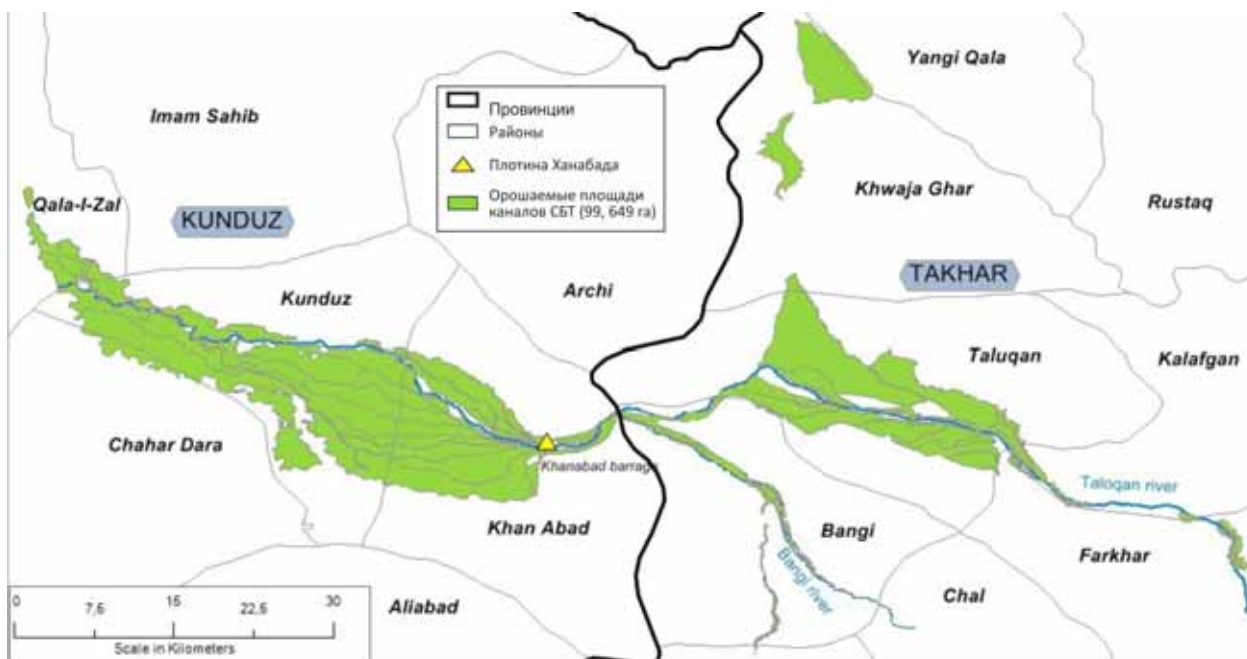 Yangi Qala
Imam Sahib
Провинции
Районы
Плотина Ханабада
Орошаемые площади
каналов СБТ (99, 649 га)
Qala-I-Zal
KUNDUZ
Khwaja Ghar
Rustaq
TAKHAR
Kunduz
Archi
Taluqan
Kalafgan
Chahar Dara
Khanabad barrage
Taloqan river
Khan Abad
Bangi
Farkhar
Bangi river
Chal
Aliabad
0 7,6 15 22,5 30
Scale in Kilometers